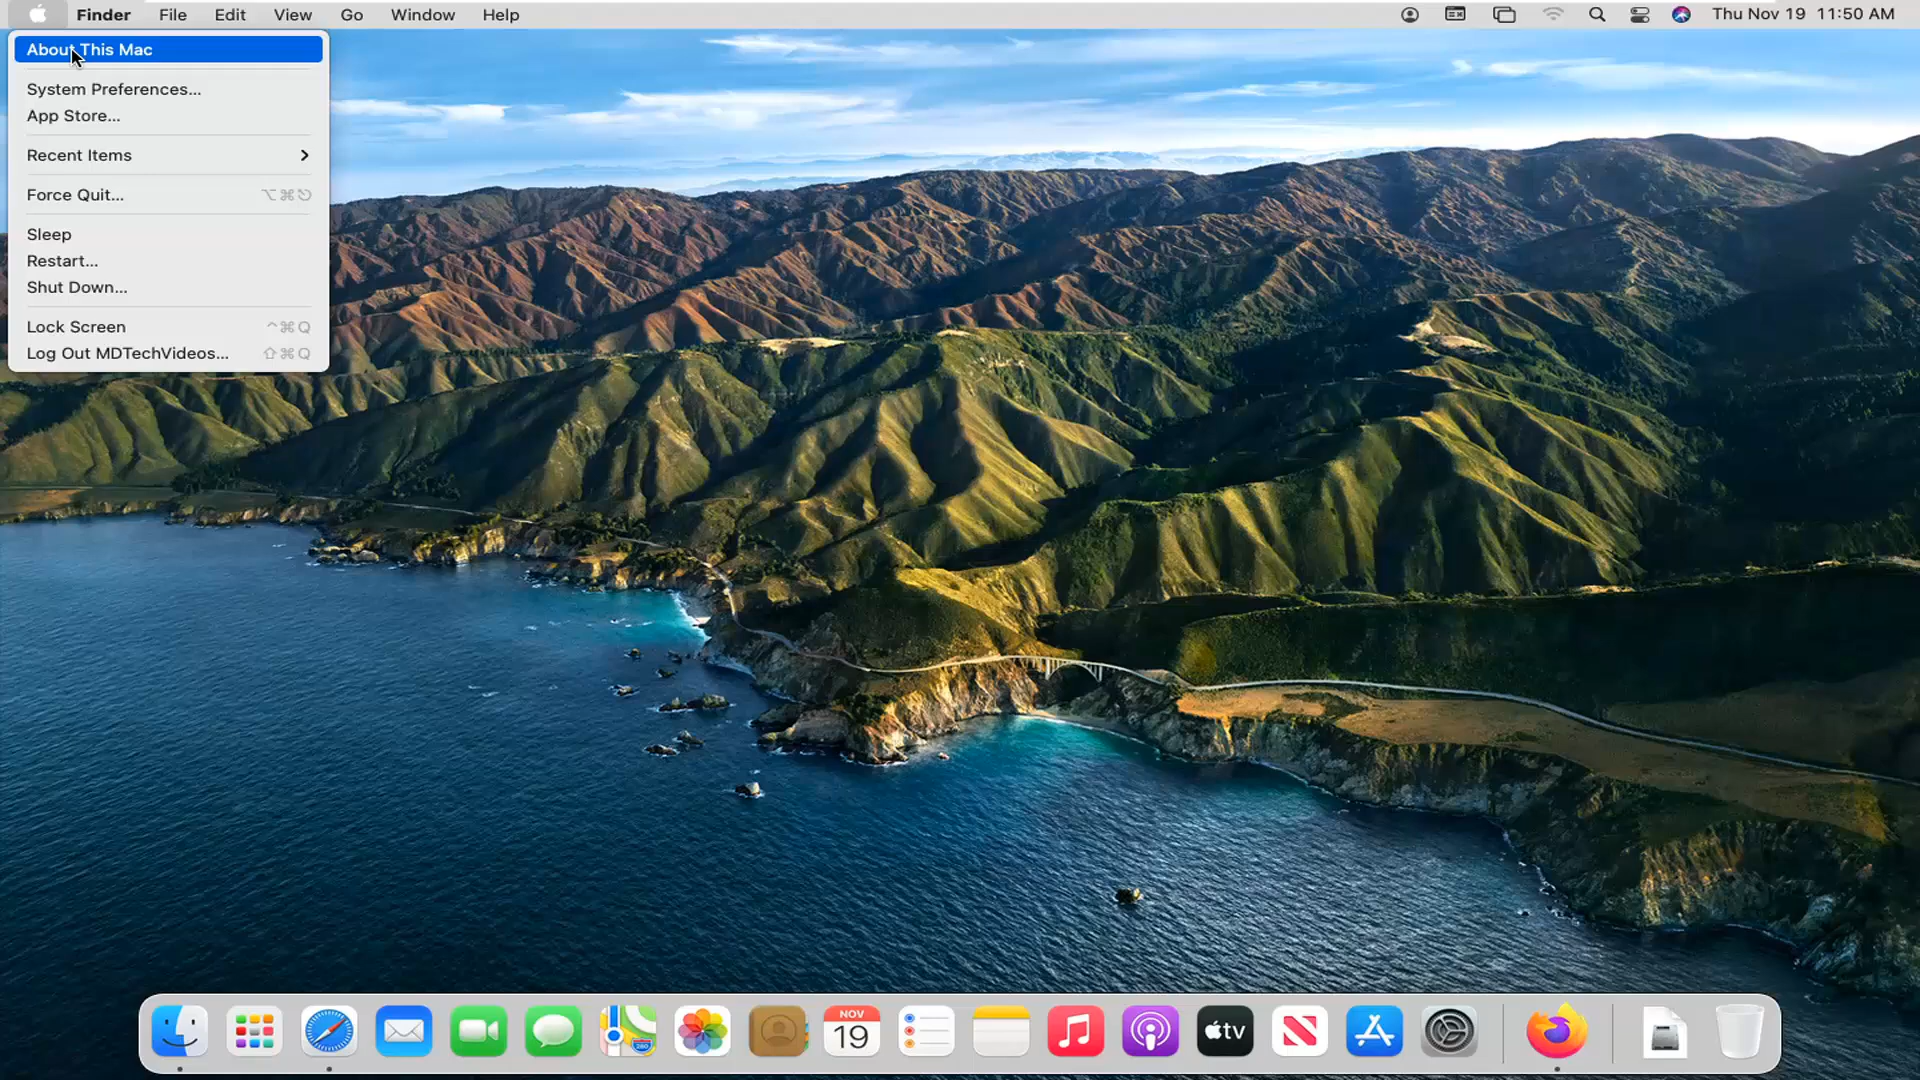 Finder File Edit View Go Window Help Thu Nov 19 11:50 AM
About This Mac
System Preferences...
App Store...
Recent Items
Force Quit... ⌥⌘⎋
Sleep
Restart...
Shut Down...
Lock Screen ^⌘Q
Log Out MDTechVideos... ⇧⌘Q
NOV
19
280
tv